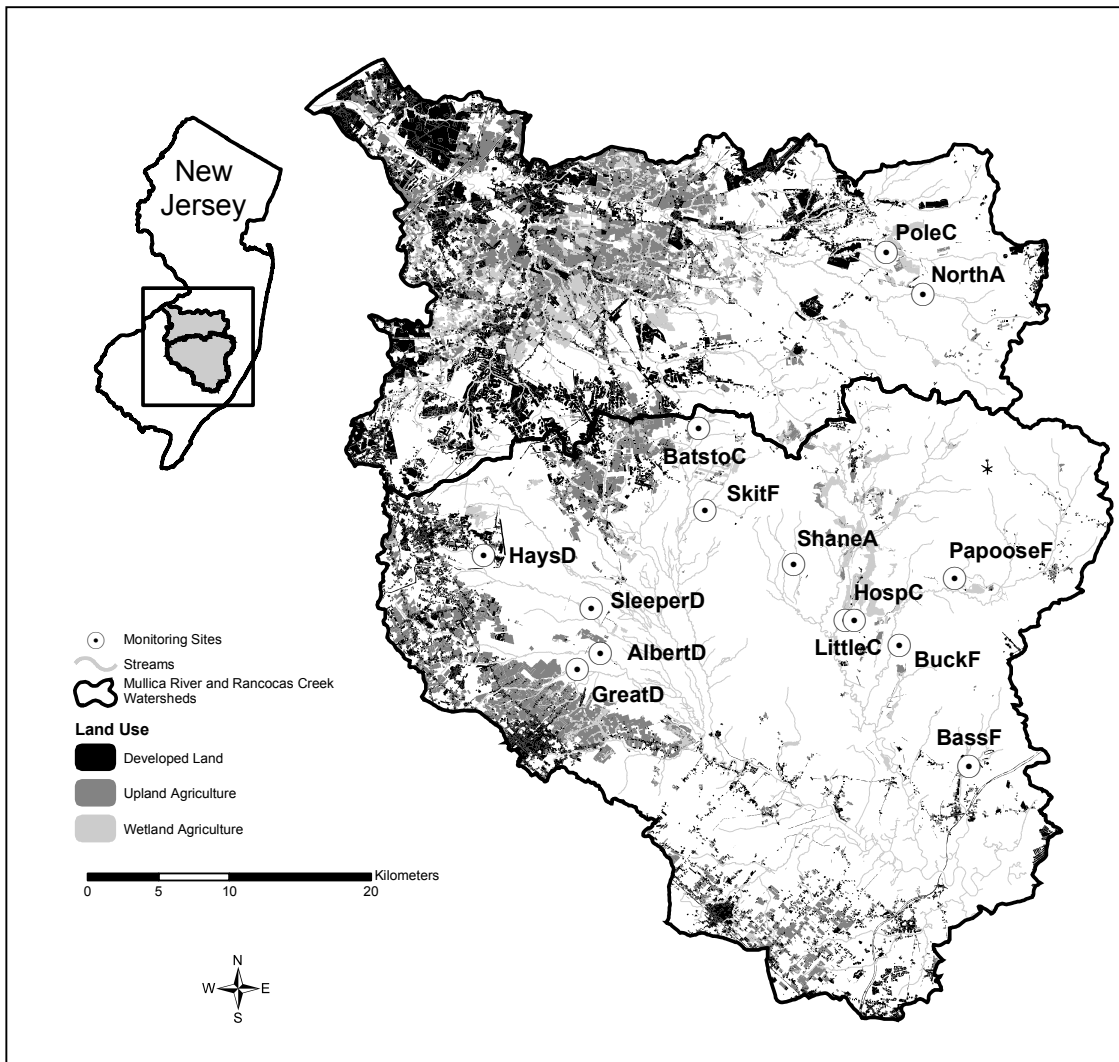 New
Jersey
PoleC
NorthA
BatstoC
SkitF
ShaneA
PapooseF
HaysD
HospC
SleeperD
LittleC
BuckF
AlbertD
GreatD
BassF
Monitoring Sites
Streams
Mullica River and Rancocas Creek
Watersheds
Land Use
Developed Land
Upland Agriculture
Wetland Agriculture
Kilometers
0 5 10 20
N
W E
S